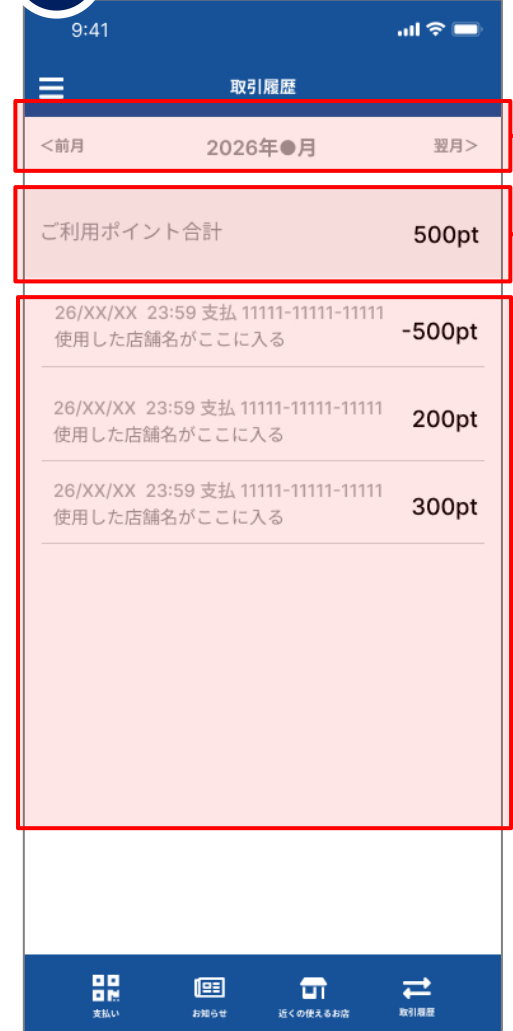 9:41
取引履歴
<前月 2026年●月 翌月>
ご利用ポイント合計 500pt
26/XX/XX 23:59 支払 11111-11111-11111
使用した店舗名がここに入る
-500pt
26/XX/XX 23:59 支払 11111-11111-11111
使用した店舗名がここに入る
200pt
26/XX/XX 23:59 支払 11111-11111-11111
使用した店舗名がここに入る
300pt
支払い お知らせ 近くの使えるお店 取引履歴